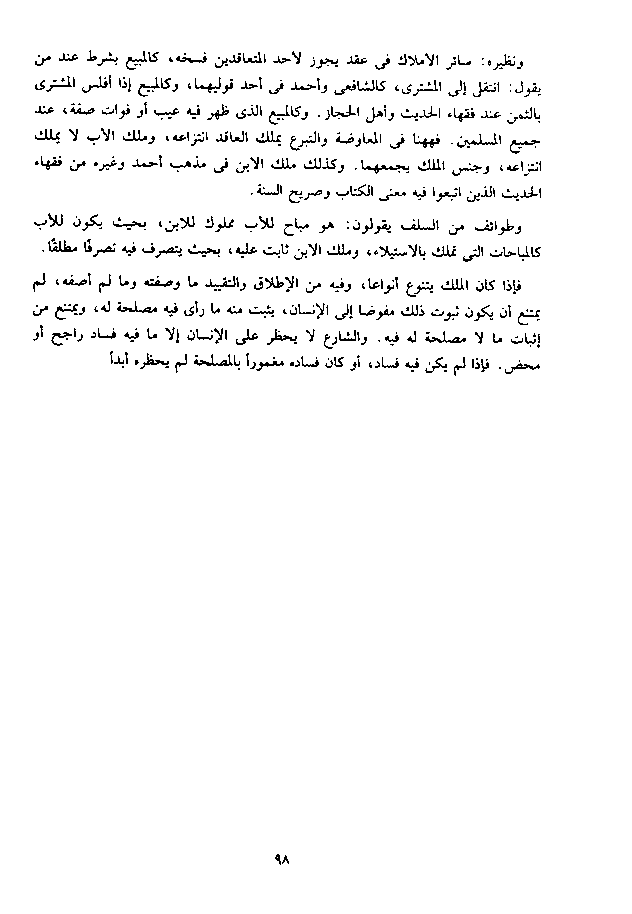 ونظيره: سائر الأملاك فى عقد يجوز لأحد المتعاقدين فسخه، كالمبيع بشرط عند من
يقول: انتقل إلى المشترى، كالشافعى وأحمد فى أحد قوليهما، وكالمبيع إذا أفلس المشترى
بالثمن عند فقهاء الحديث وأهل الحجاز. وكالمبيع الذى ظهر فيه عيب أو فوات صفة، عند
جميع المسلمين. فههنا فى المعاوضة والتبرع يملك العاقد انتزاعه، وملك الأب لا يملك
انتزاعه، وجنس الملك يجمعهما. وكذلك ملك الابن فى مذهب أحمد وغيره من فقهاء
الحديث الذين اتبعوا فيه معنى الكتاب وصريح السنة.
وطوائف من السلف يقولون: هو مباح للأب مملوك للابن، بحيث يكون للأب
كالمباحات التى تملك بالاستيلاء، وملك الابن ثابت عليه، بحيث يتصرف فيه تصرفًا مطلقًا.
فإذا كان الملك يتنوع أنواعا، وفيه من الإطلاق والتقييد ما وصفته وما لم أصفه، لم
يمتنع أن يكون ثبوت ذلك مفوضا إلى الإنسان، يثبت منه ما رأى فيه مصلحة له، ويمتنع من
إثبات ما لا مصلحة له فيه. والشارع لا يحظر على الإنسان إلا ما فيه فساد راجح أو
محض. فإذا لم يكن فيه فساد، أو كان فساده مغموراً بالمصلحة لم يحظره أبداً
٩٨